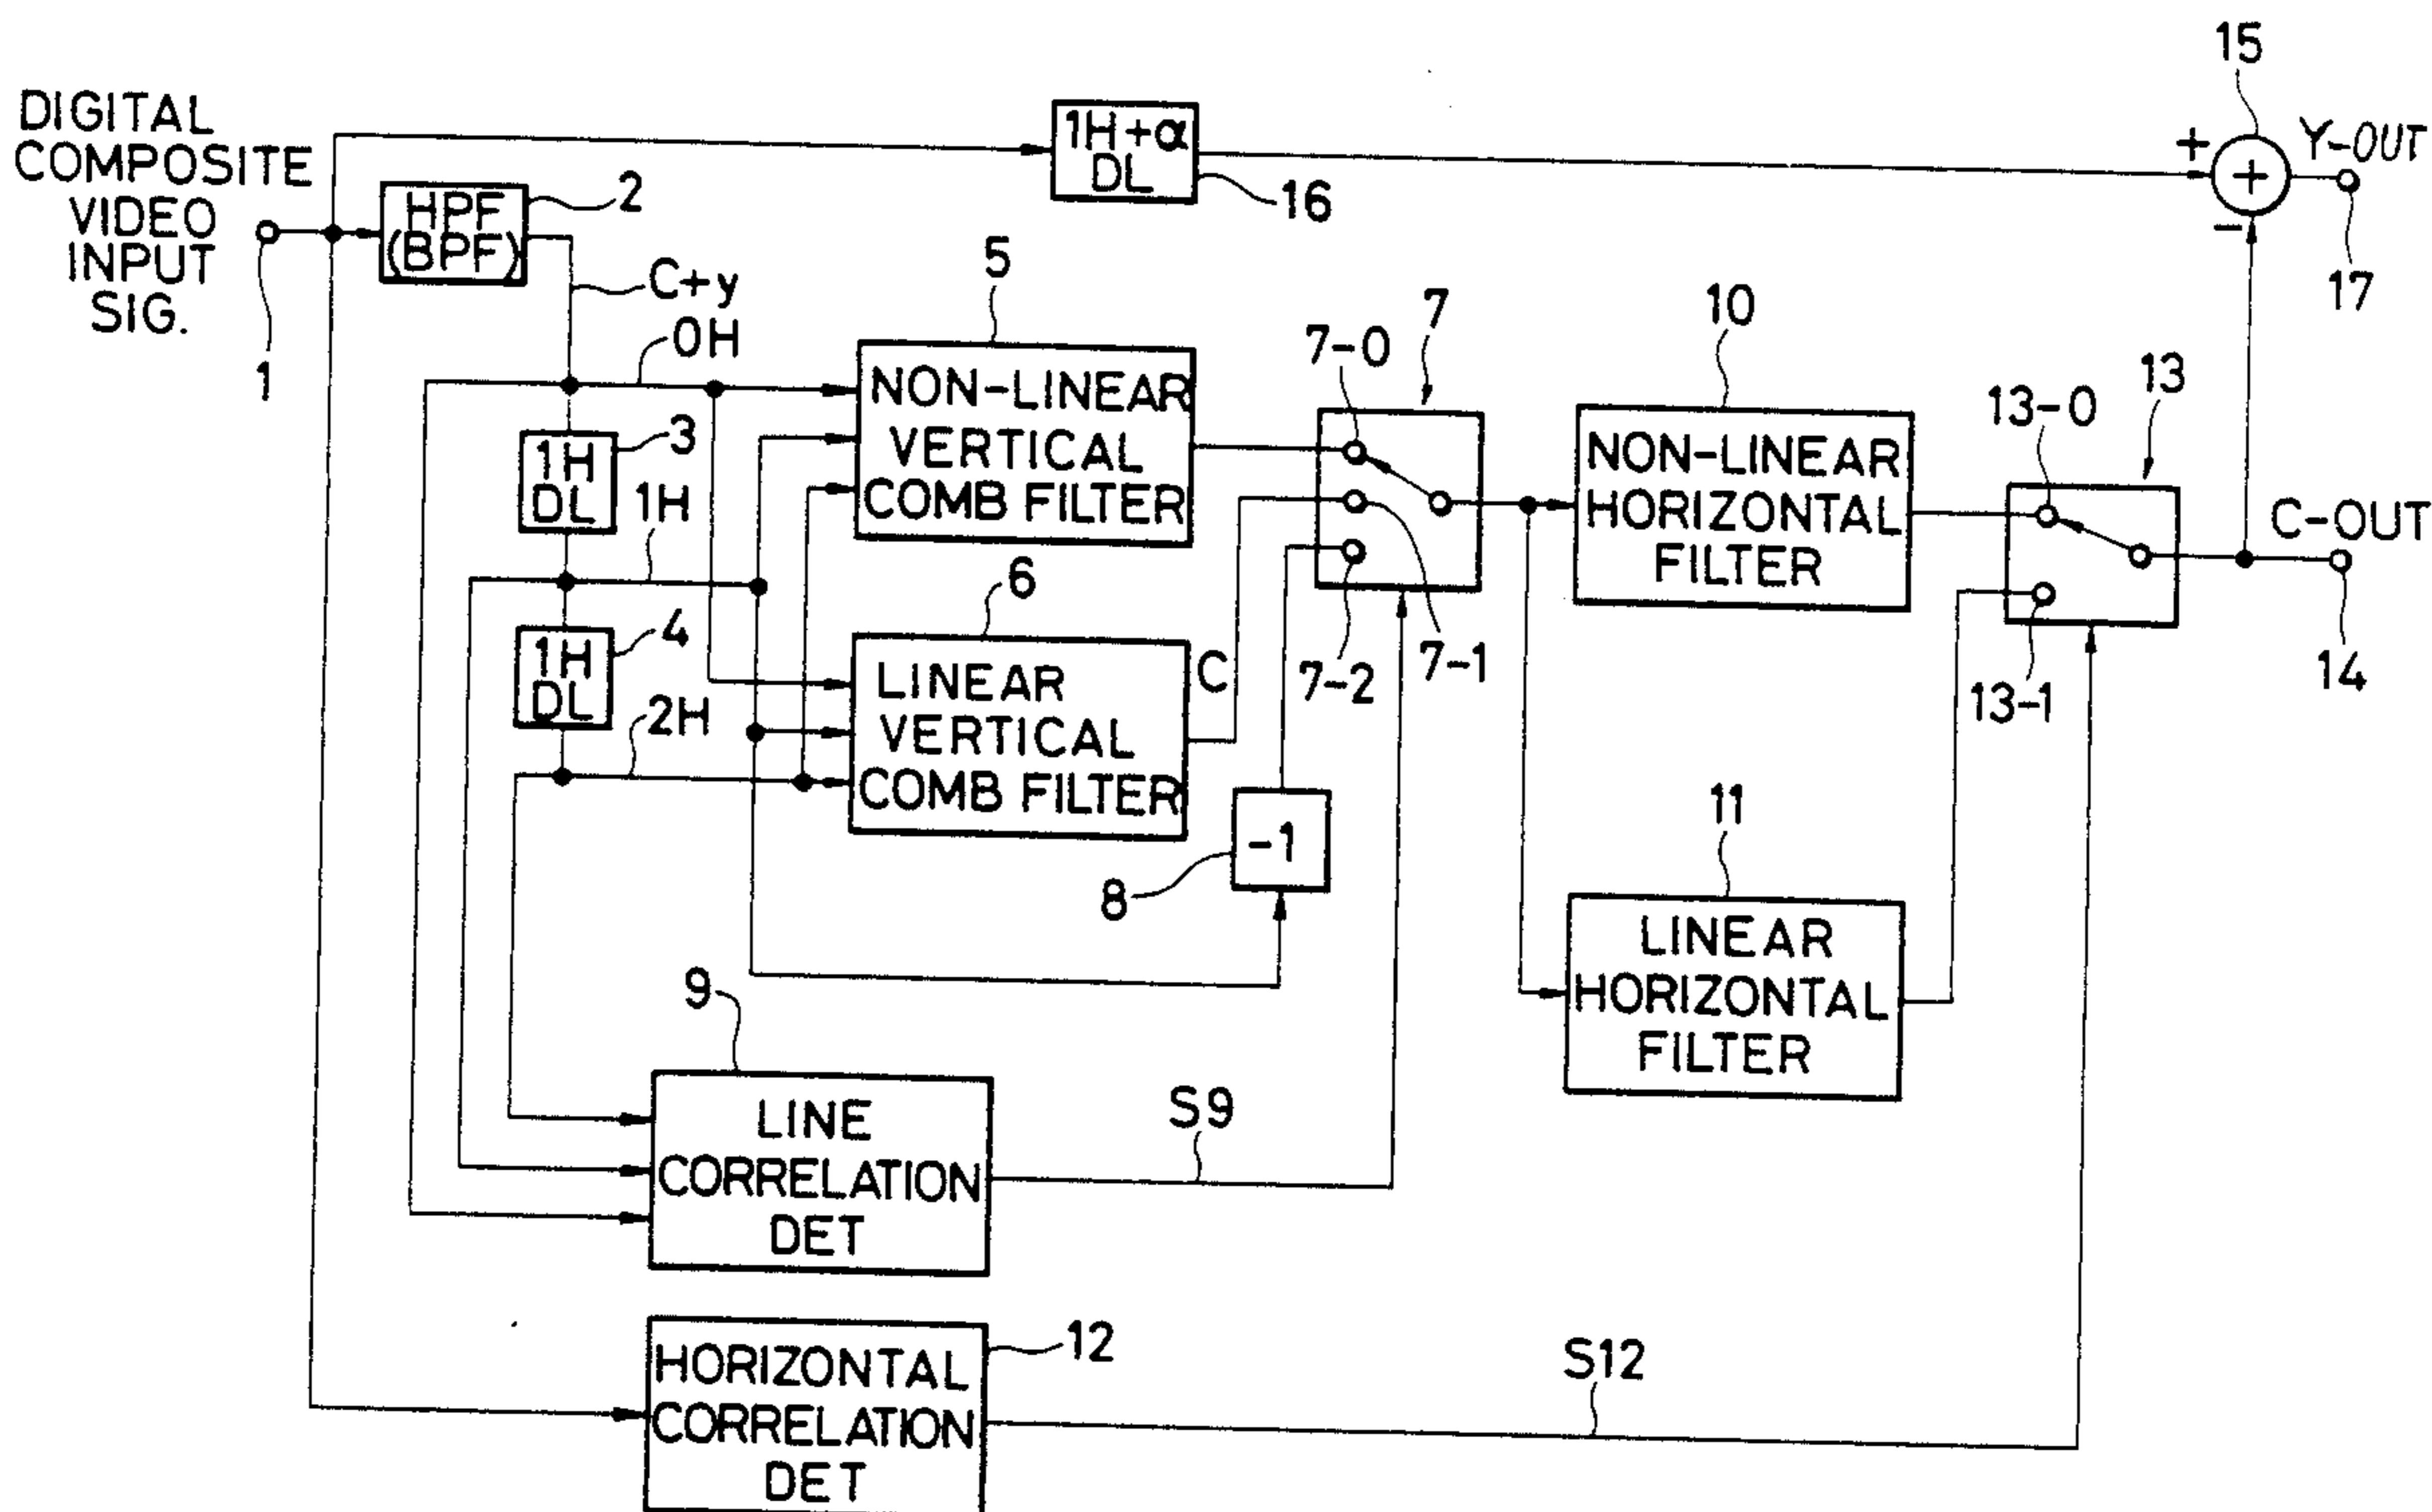 DIGITAL
COMPOSITE
VIDEO
INPUT
SIG.
1
HPF
(BPF)
2
C+y
0H
1H
DL
3
1H
1H
DL
4
2H
1H+α
DL
16
15
+
+
-
Y-OUT
17
5
NON-LINEAR
VERTICAL
COMB FILTER
6
LINEAR
VERTICAL
COMB FILTER
C
7-0
7
7-2
7-1
-1
8
10
NON-LINEAR
HORIZONTAL
FILTER
11
LINEAR
HORIZONTAL
FILTER
13-0
13
13-1
C-OUT
14
9
LINE
CORRELATION
DET
S9
HORIZONTAL
CORRELATION
DET
12
S12